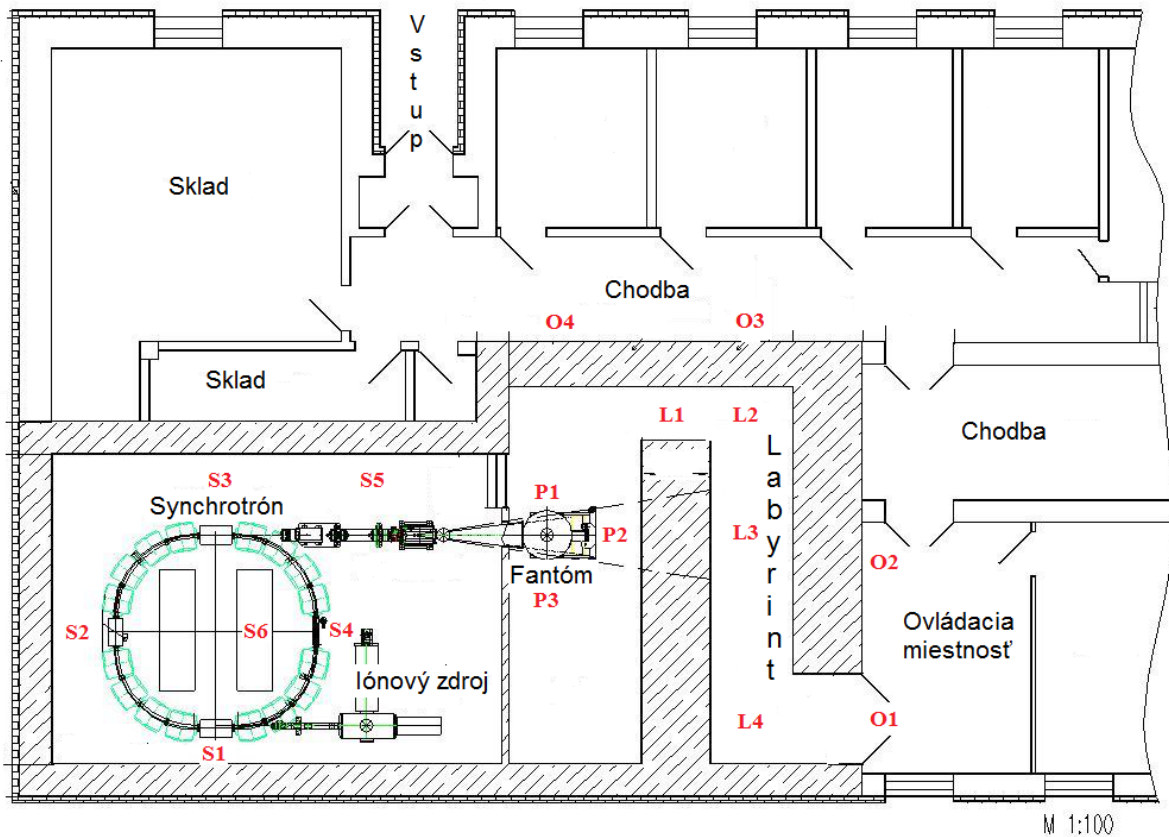 V
s
t
u
p
Sklad
Chodba
O4
O3
Sklad
L1
L2
Chodba
L
a
b
y
r
i
n
t
S3
S5
Synchrotrón
P1
P2
L3
O2
Fantóm
P3
S2
S6
S4
Ovládacia
miestnosť
Iónový zdroj
L4
O1
S1
M 1:100